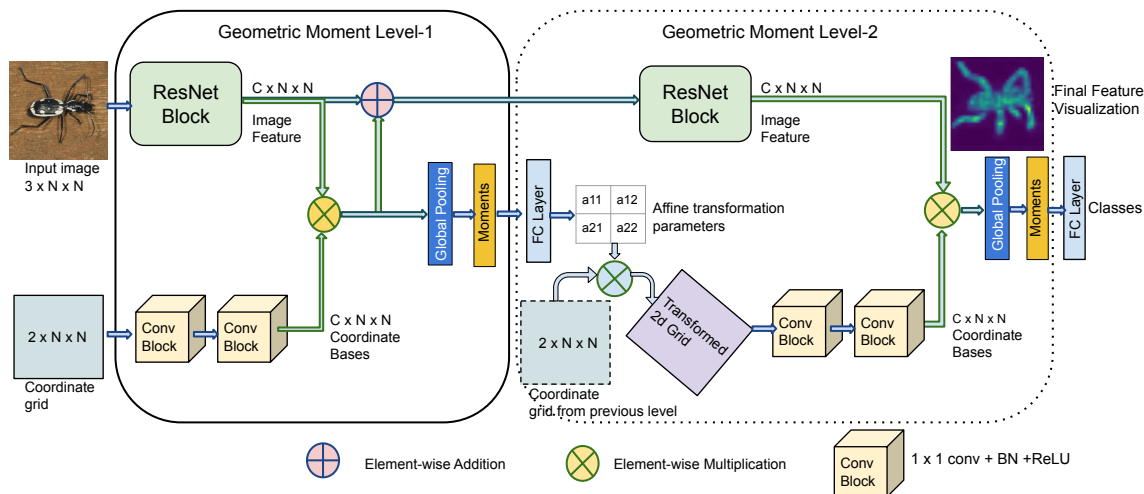 Geometric Moment Level-1
Geometric Moment Level-2
ResNet
Block
C x N x N
Image
Feature
Input image
3 x N x N
Global Pooling
Moments
2 x N x N
Coordinate
grid
Conv
Block
Conv
Block
C x N x N
Coordinate
Bases
FC Layer
a11 a12
a21 a22
Affine transformation
parameters
2 x N x N
Coordinate
grid from previous level
Transformed
2d Grid
ResNet
Block
C x N x N
Image
Feature
Conv
Block
Conv
Block
C x N x N
Coordinate
Bases
Final Feature
Visualization
Global Pooling
Moments
FC Layer
Classes
Element-wise Addition
Element-wise Multiplication
Conv
Block
1 x 1 conv + BN +ReLU